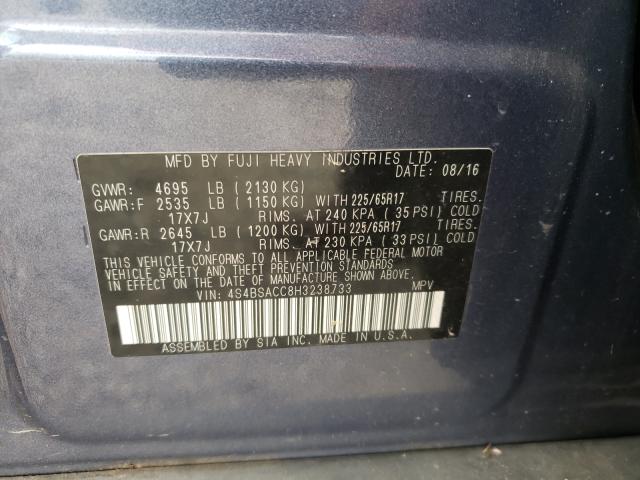 MFD BY FUJI HEAVY INDUSTRIES LTD.
DATE: 08/16
GVWR: 4695 LB (2130 KG)
GAWR:F 2535 LB (1150 KG) WITH 225/65R17 TIRES.
17X7J RIMS. AT 240 KPA (35 PSI) COLD
GAWR:R 2645 LB (1200 KG) WITH 225/65R17 TIRES.
17X7J RIMS. AT 230 KPA (33 PSI) COLD
THIS VEHICLE CONFORMS TO ALL APPLICABLE FEDERAL MOTOR
VEHICLE SAFETY AND THEFT PREVENTION STANDARDS IN EFFECT
ON THE DATE OF MANUFACTURE SHOWN ABOVE.
VIN: 4S4BSACC8H3238733 MPV
ASSEMBLED BY SIA INC. MADE IN U.S.A.